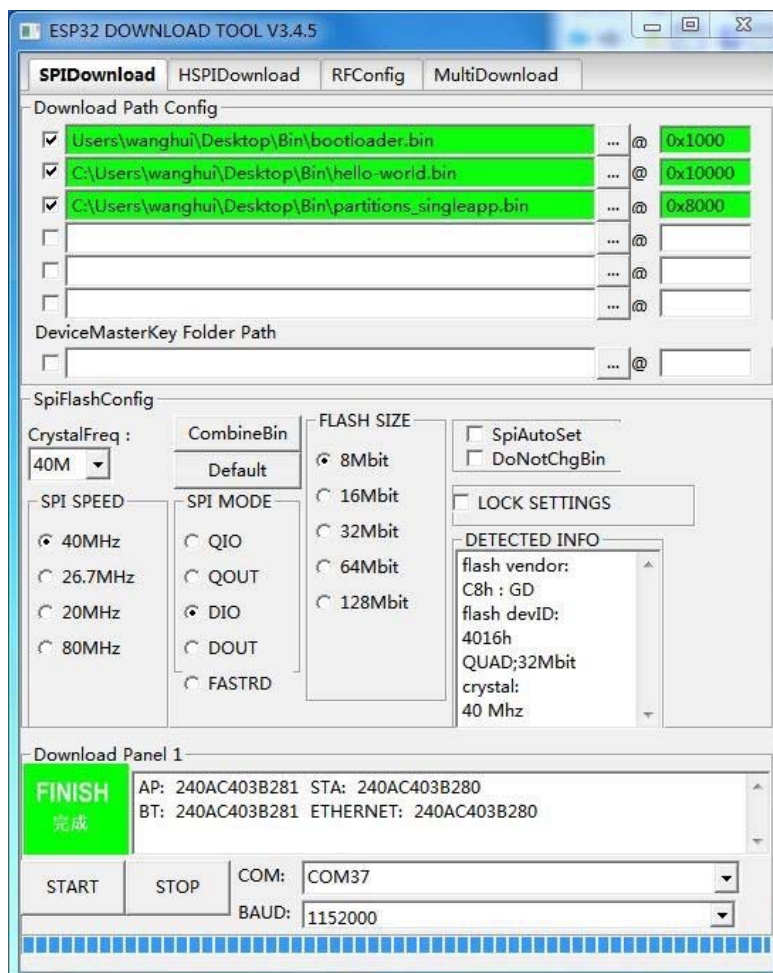 ESP32 DOWNLOAD TOOL V3.4.5
SPIDownload HSPIDownload RFConfig MultiDownload
Download Path Config
Users\wanghui\Desktop\Bin\bootloader.bin ... @ 0x1000
C:\Users\wanghui\Desktop\Bin\hello-world.bin ... @ 0x10000
C:\Users\wanghui\Desktop\Bin\partitions_singleapp.bin ... @ 0x8000
... @
... @
... @
DeviceMasterKey Folder Path
... @
SpiFlashConfig
CrystalFreq :
40M
CombineBin
Default
SPI SPEED
40MHz
26.7MHz
20MHz
80MHz
SPI MODE
QIO
QOUT
DIO
DOUT
FASTRD
FLASH SIZE
8Mbit
16Mbit
32Mbit
64Mbit
128Mbit
SpiAutoSet
DoNotChgBin
LOCK SETTINGS
DETECTED INFO
flash vendor:
C8h : GD
flash devID:
4016h
QUAD;32Mbit
crystal:
40 Mhz
Download Panel 1
FINISH
完成
AP: 240AC403B281 STA: 240AC403B280
BT: 240AC403B281 ETHERNET: 240AC403B280
START STOP
COM: COM37
BAUD: 1152000